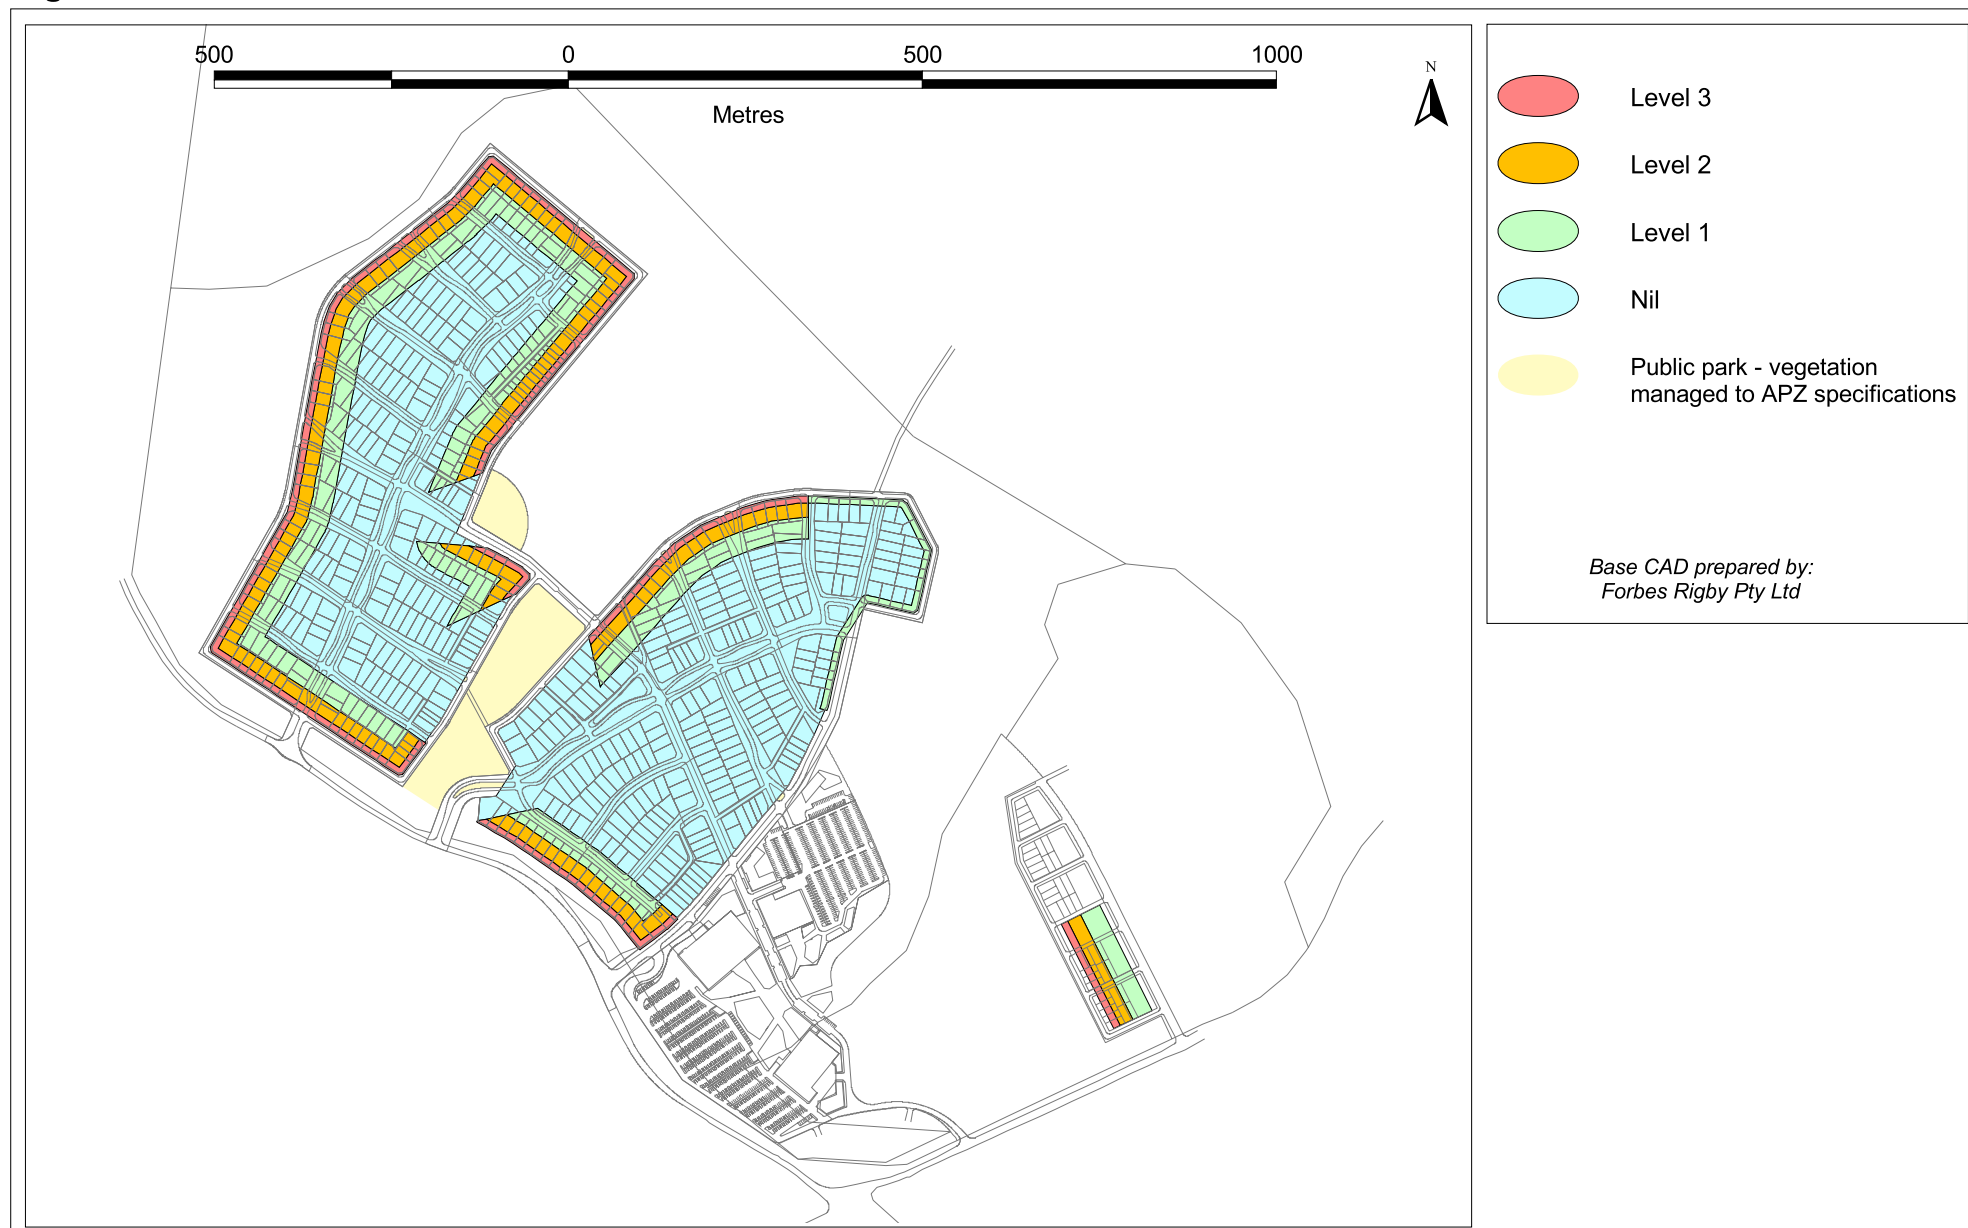 500 0 500 1000
Metres
N
Level 3
Level 2
Level 1
Nil
Public park - vegetation
managed to APZ specifications
Base CAD prepared by:
Forbes Rigby Pty Ltd